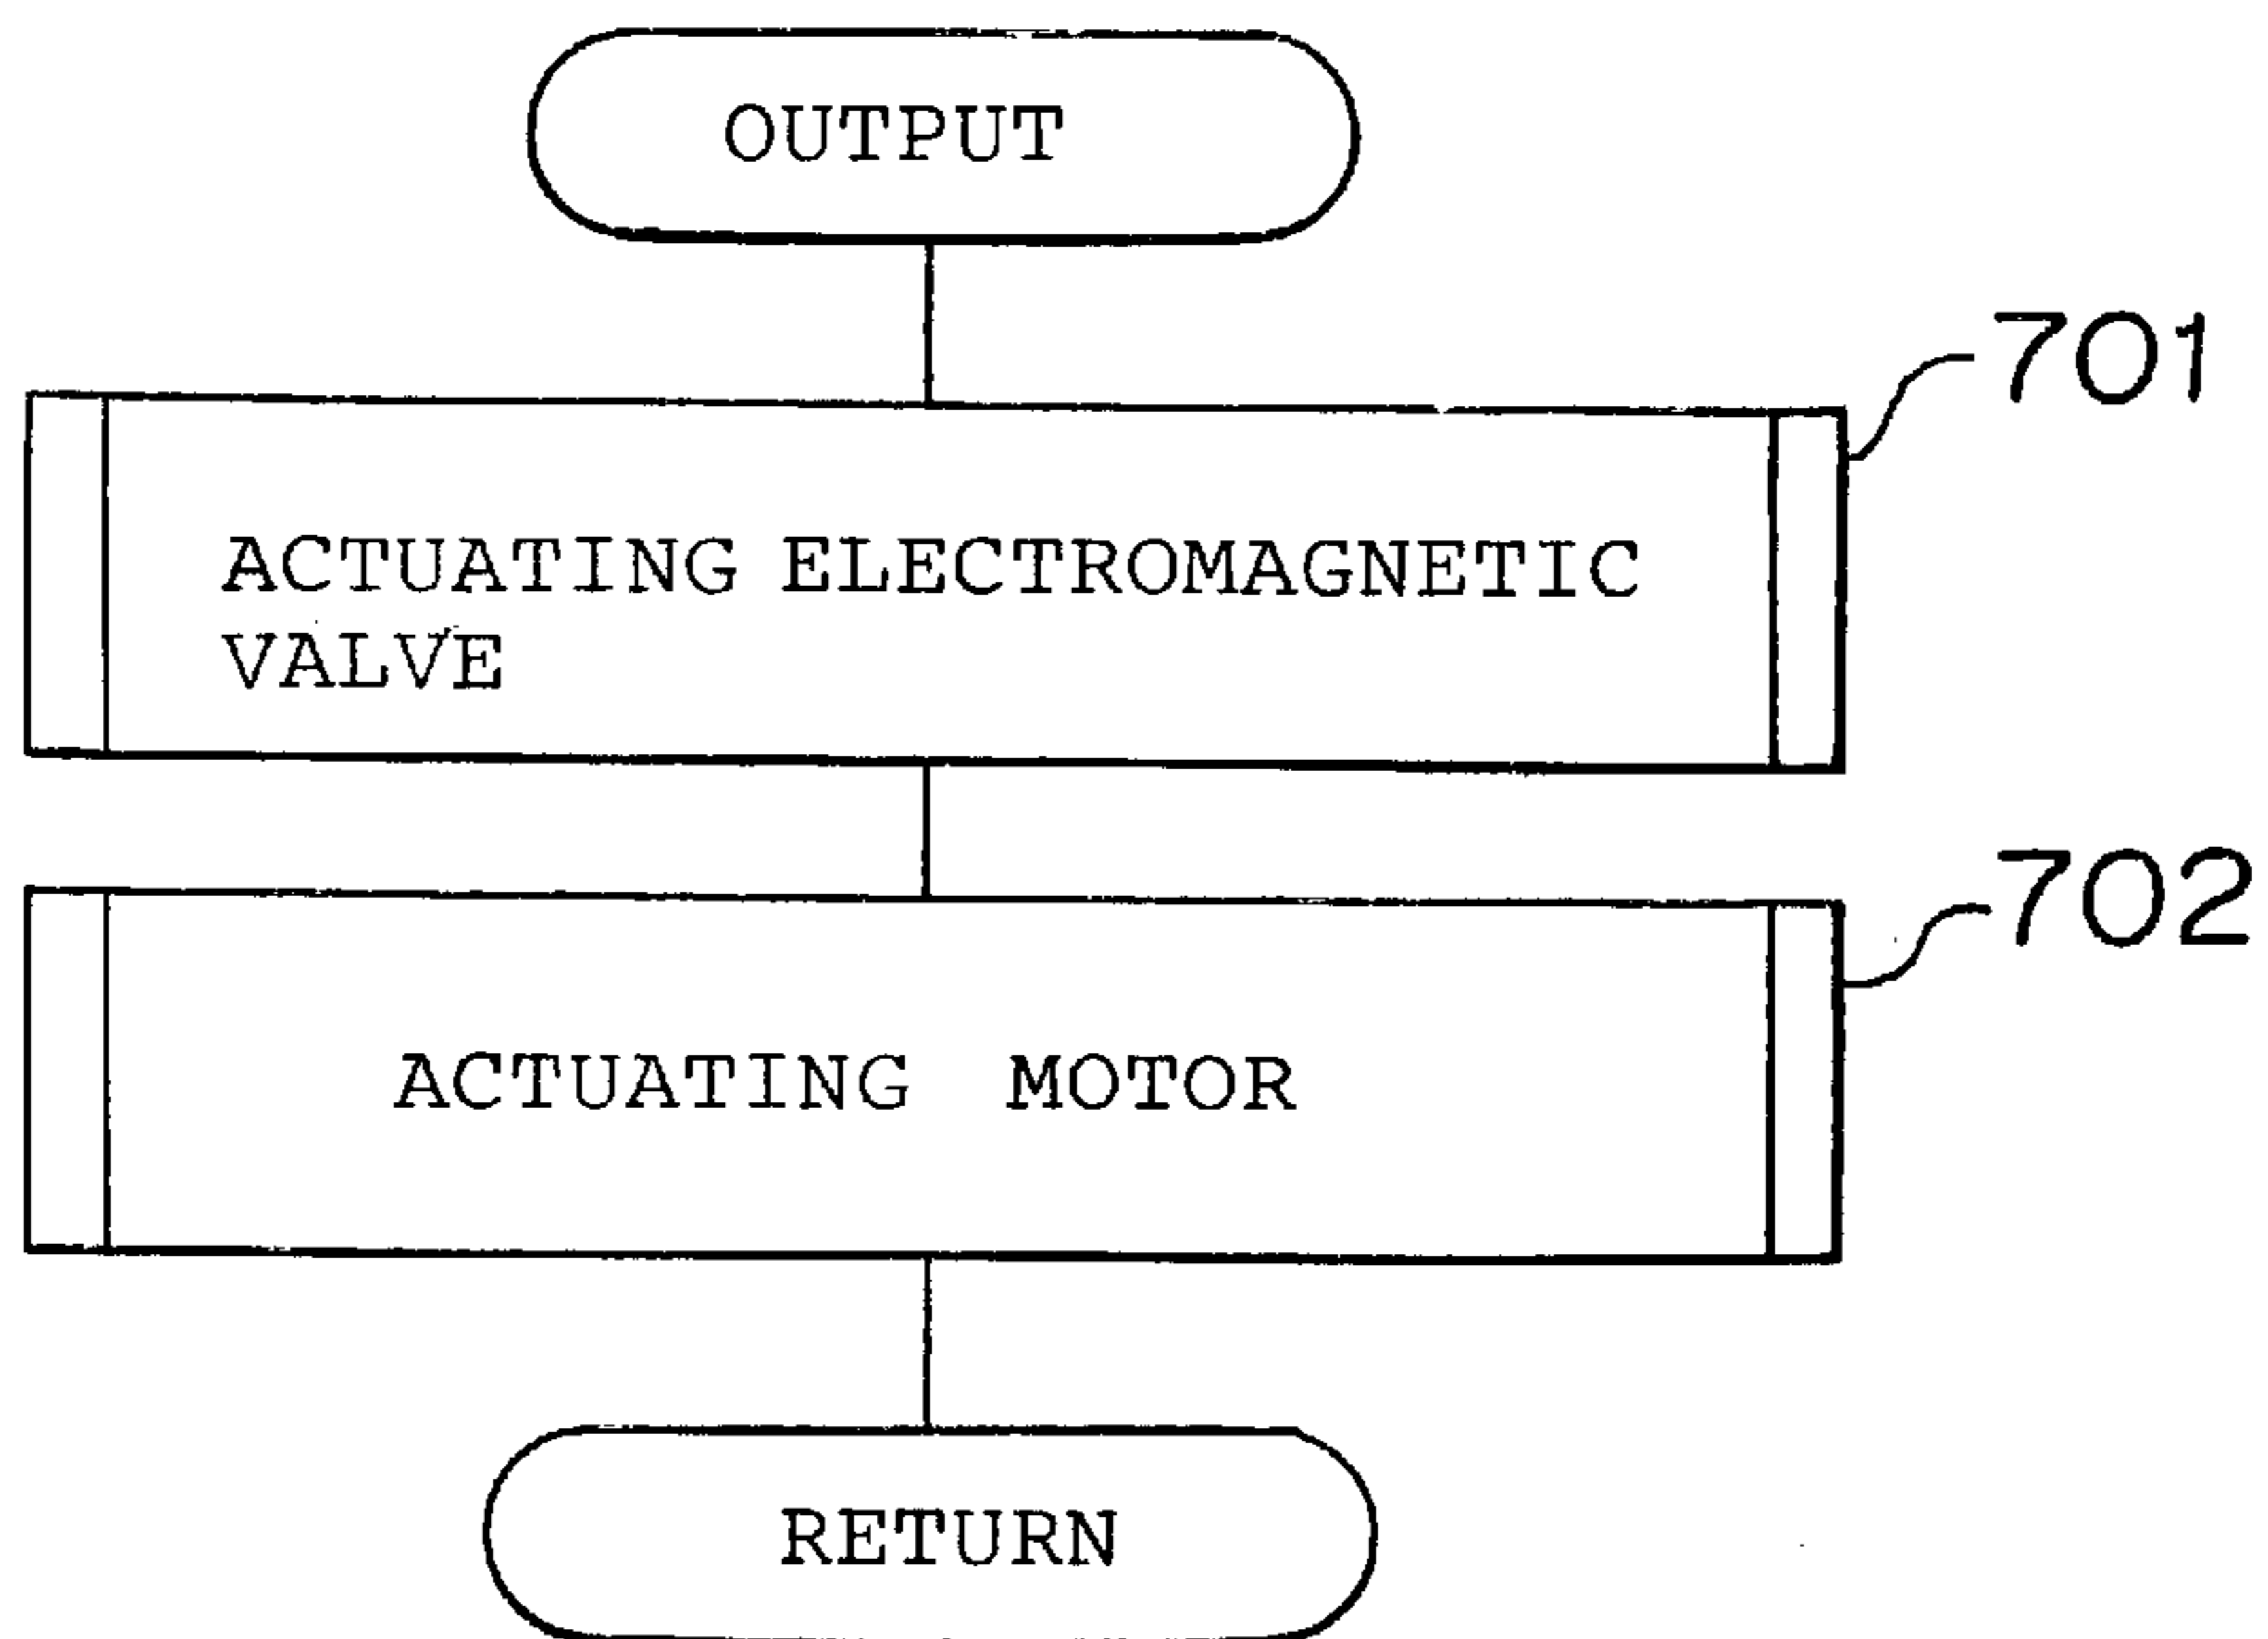 OUTPUT
701
ACTUATING ELECTROMAGNETIC
VALVE
702
ACTUATING MOTOR
RETURN